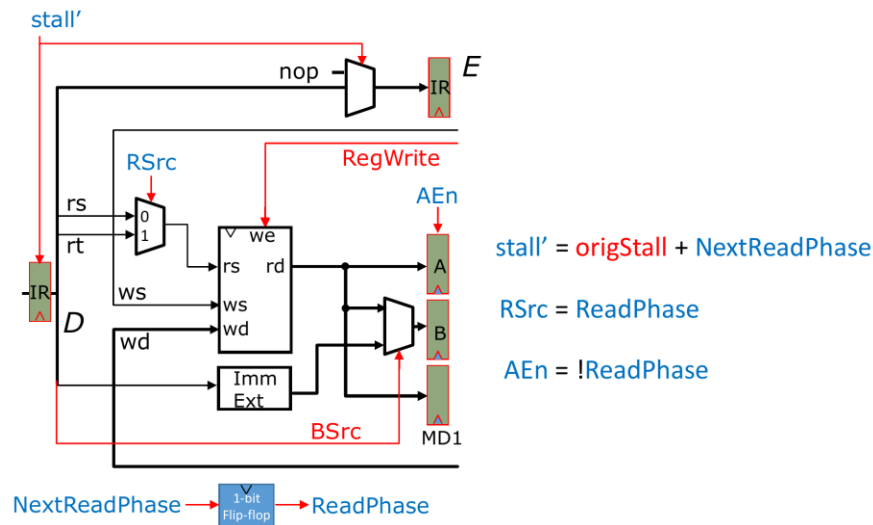 stall’
nop
IR
E
RegWrite
RSrc
AEn
rs
0
we
rt
1
rs
rd
A
stall’ = origStall + NextReadPhase
IR
ws
ws
RSrc = ReadPhase
D
wd
wd
B
AEn = !ReadPhase
Imm
Ext
BSrc
MD1
NextReadPhase
1-bit
Flip-flop
ReadPhase